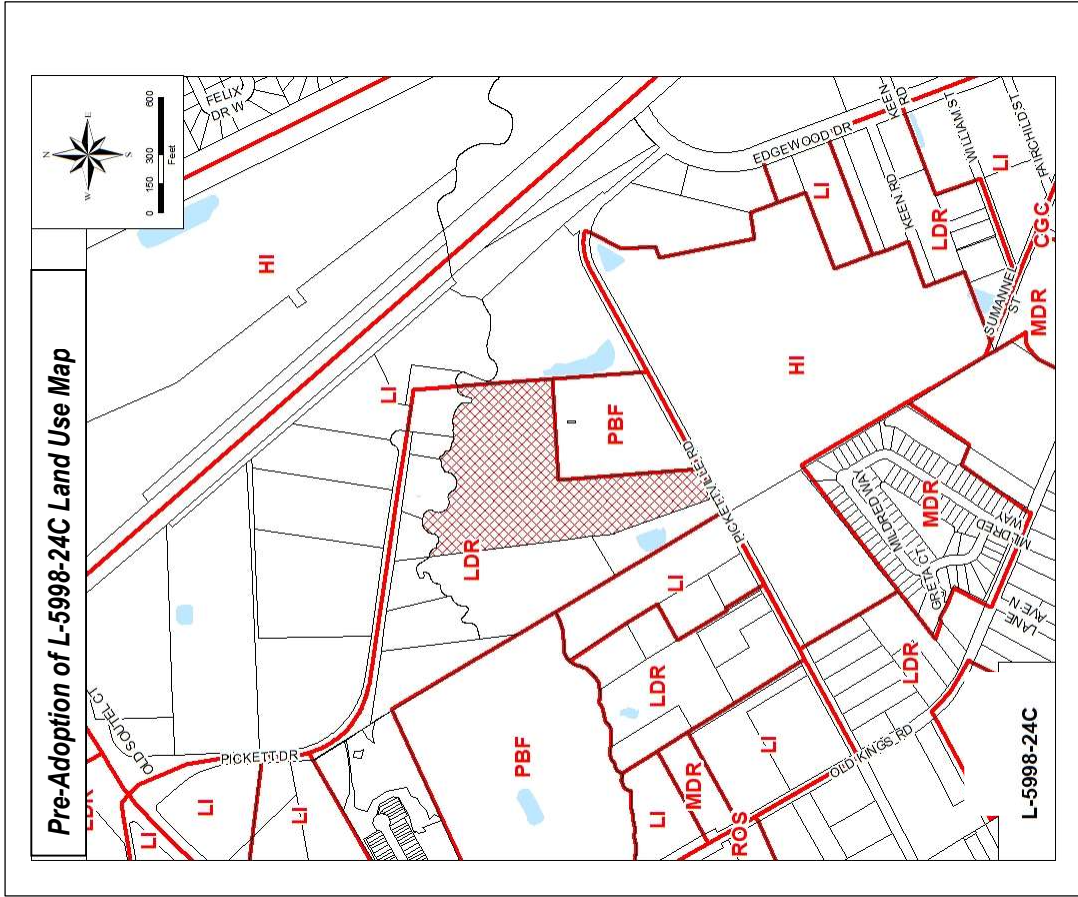 Pre-Adoption of L-5998-24C Land Use Map
N
W
E
S
0 150 300 600
Feet
FELIX
DR W
HI
LI
LDR
PBF
OLD SOUTEL CT
PICKETT DR
LDR
LI
LI
LI
PBF
LI
LDR
LI
MDR
ROS
LI
PICKETTVILLE RD
HI
EDGEWOOD DR
KEEN
RD
KEEN RD
LI
LDR
WILLIAM ST
LI
FAIRCHILD ST
SUMANNEL
ST
CGC
MDR
MILDRED WAY
MDR
GRETA CT
MILDRED
WAY
LANE
AVE N
LDR
OLD KINGS RD
L-5998-24C